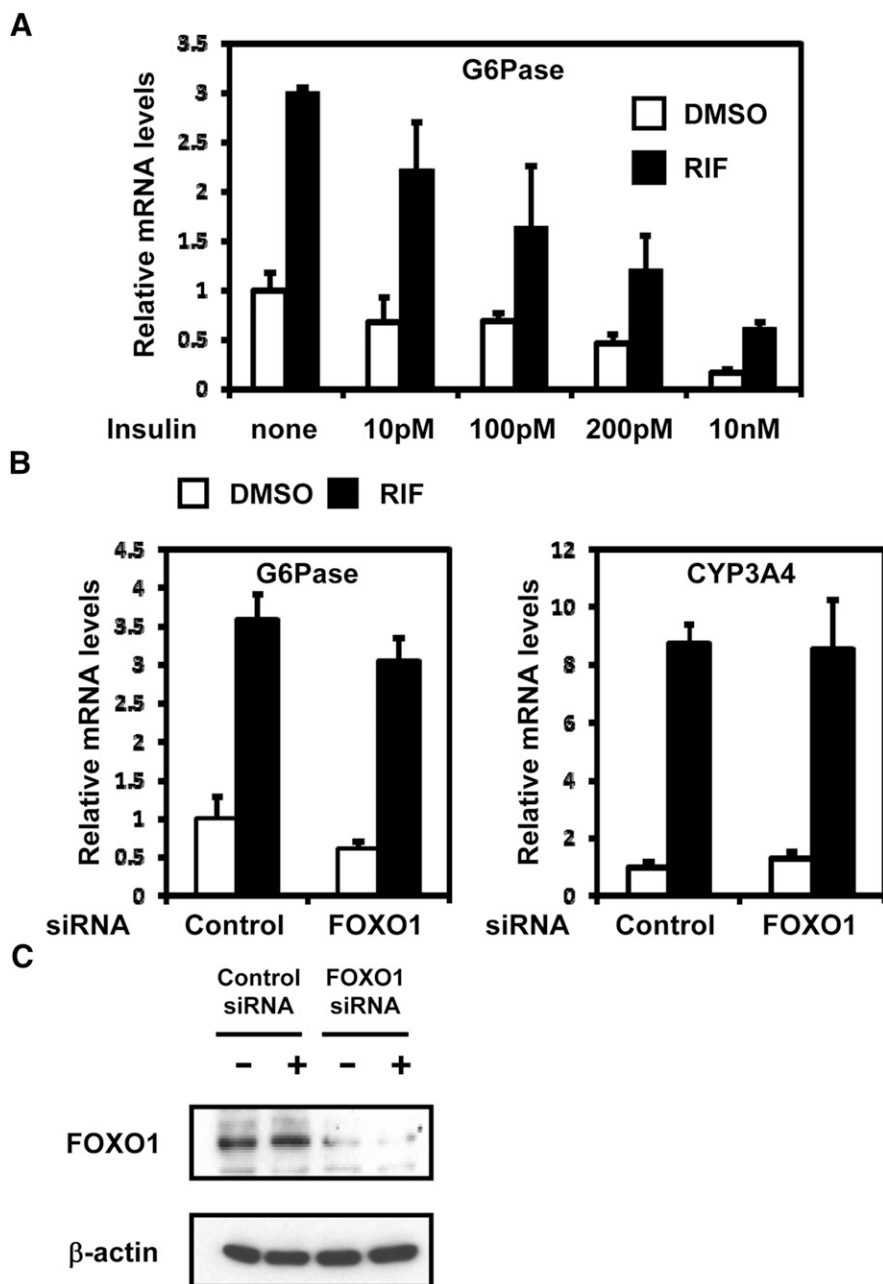 A
3.5
3
2.5
2
1.5
1
0.5
0
Relative mRNA levels
G6Pase
DMSO
RIF
Insulin none 10pM 100pM 200pM 10nM
B
DMSO RIF
4.5
4
3.5
3
2.5
2
1.5
1
0.5
0
Relative mRNA levels
G6Pase
siRNA Control FOXO1
12
10
8
6
4
2
0
Relative mRNA levels
CYP3A4
siRNA Control FOXO1
C
Control siRNA
FOXO1 siRNA
− + − +
FOXO1
β-actin